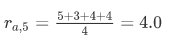 r_{a,5} = \frac{5+3+4+4}{4} = 4.0